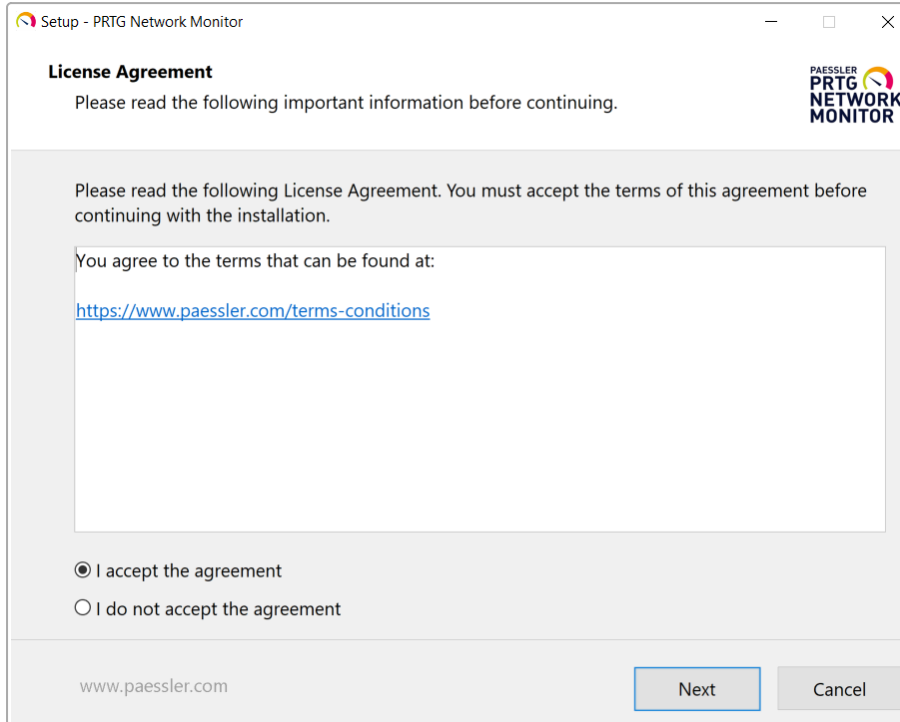 Setup - PRTG Network Monitor
License Agreement
Please read the following important information before continuing.
PAESSLER
PRTG
NETWORK
MONITOR
Please read the following License Agreement. You must accept the terms of this agreement before
continuing with the installation.
You agree to the terms that can be found at:
https://www.paessler.com/terms-conditions
I accept the agreement
I do not accept the agreement
www.paessler.com
Next
Cancel